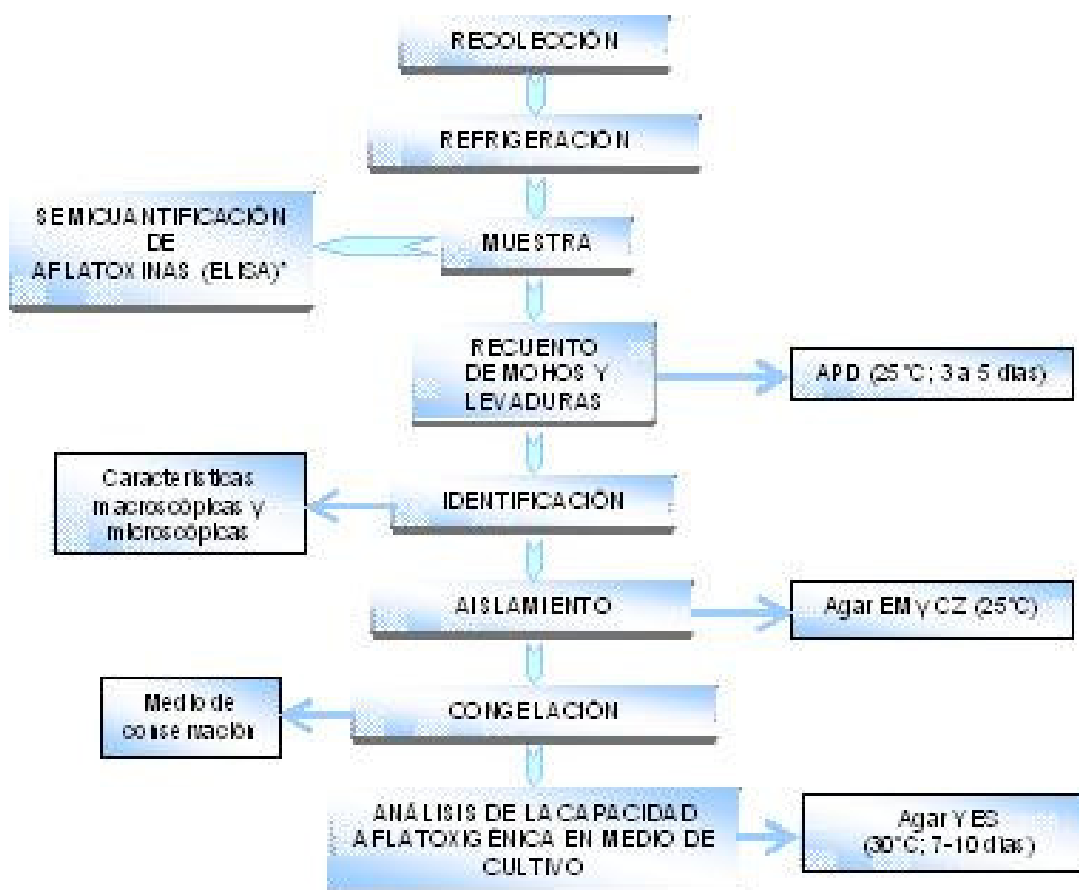 RECOLECCIÓN
REFRIGERACIÓN
SEMICUANTIFICACIÓN
DE
AFLATOXINAS (ELISA)*
MUESTRA
RECUENTO
DE MOHOS Y
LEVADURAS
APD (25°C; 3 a 5 días)
Características
macroscópicas y
microscópicas
IDENTIFICACIÓN
AISLAMIENTO
Agar EM y CZ (25°C)
Medio de
conservación
CONGELACIÓN
ANÁLISIS DE LA CAPACIDAD
AFLATOXIGÉNICA EN MEDIO DE
CULTIVO
Agar YES
(30°C; 7-10 días)